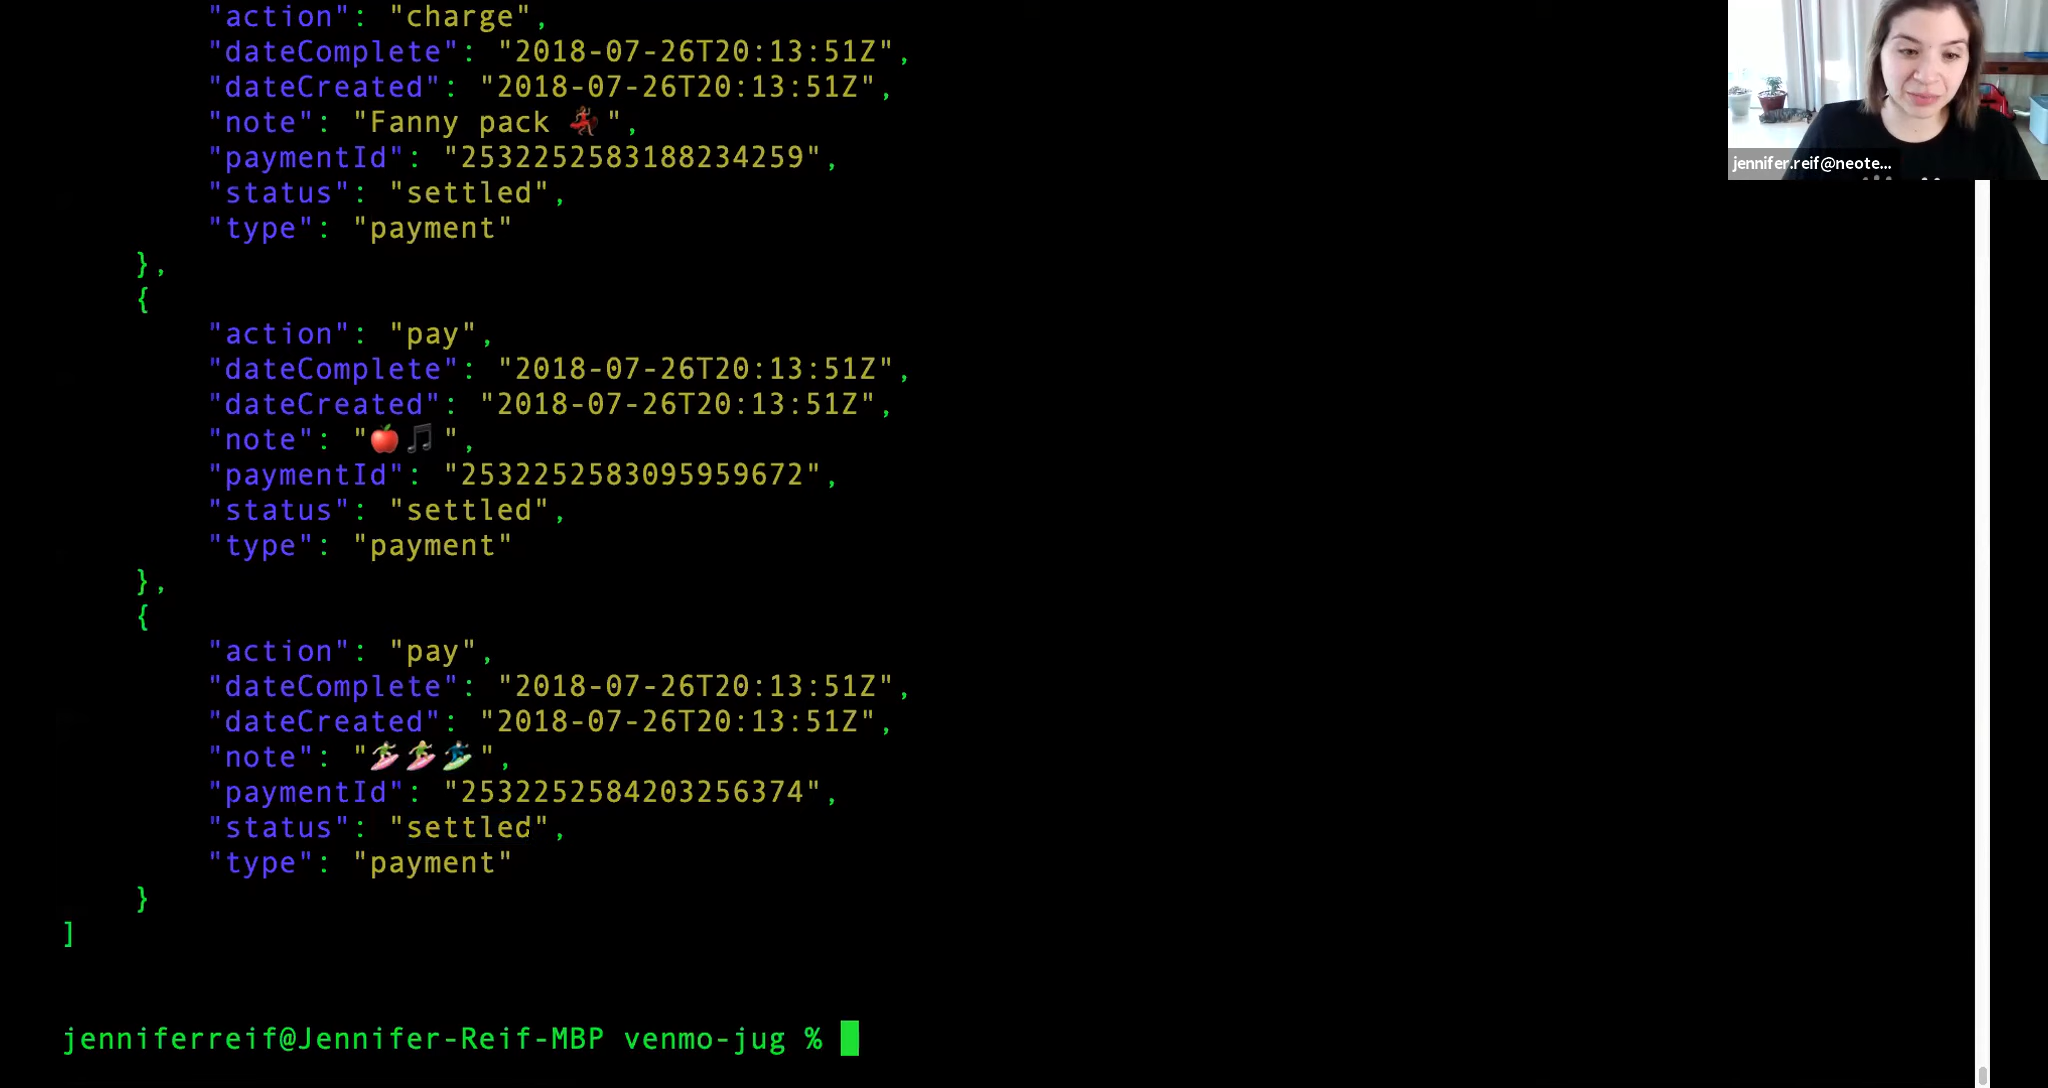 "action": "charge",
"dateComplete": "2018-07-26T20:13:51Z",
"dateCreated": "2018-07-26T20:13:51Z",
"note": "Fanny pack 💃🏾",
"paymentId": "2532252583188234259",
"status": "settled",
"type": "payment"
},
{
"action": "pay",
"dateComplete": "2018-07-26T20:13:51Z",
"dateCreated": "2018-07-26T20:13:51Z",
"note": "🍎🎵",
"paymentId": "2532252583095959672",
"status": "settled",
"type": "payment"
},
{
"action": "pay",
"dateComplete": "2018-07-26T20:13:51Z",
"dateCreated": "2018-07-26T20:13:51Z",
"note": "🏄🏻🏄🏼🏄🏻",
"paymentId": "2532252584203256374",
"status": "settled",
"type": "payment"
}
]
jenniferreif@Jennifer-Reif-MBP venmo-jug %
jennifer.reif@neote...